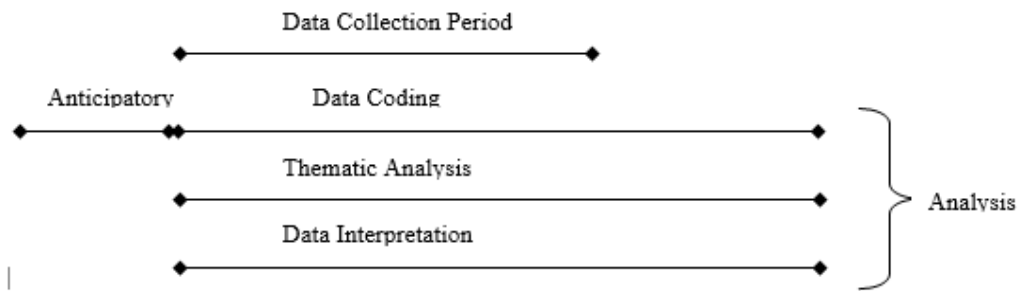 Data Collection Period
Anticipatory Data Coding
Thematic Analysis
Analysis
Data Interpretation